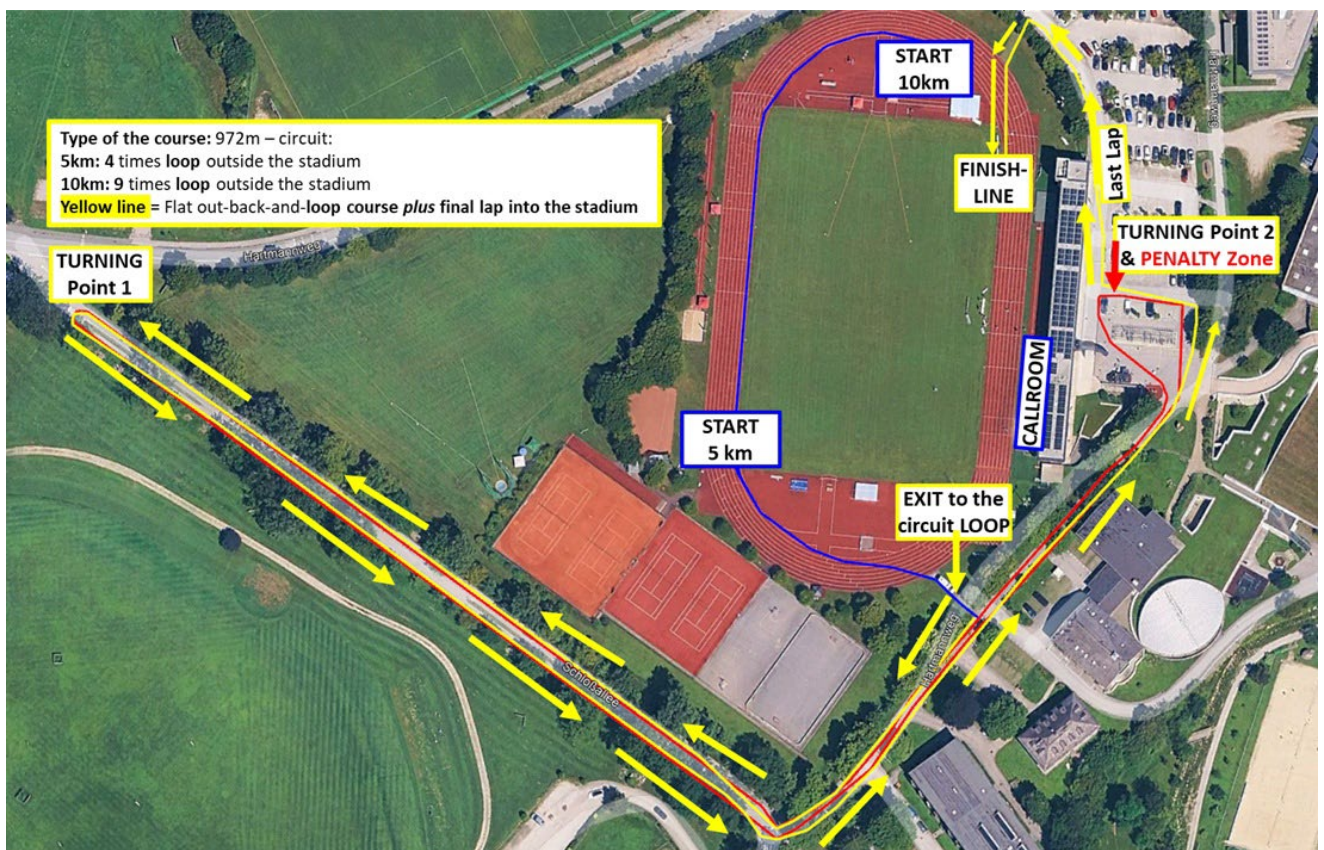 START
10km
Type of the course: 972m – circuit:
5km: 4 times loop outside the stadium
10km: 9 times loop outside the stadium
Yellow line = Flat out-back-and-loop course plus final lap into the stadium
FINISH-
LINE
Last Lap
Hartmannweg
Hartmannweg
TURNING Point 2
& PENALTY Zone
TURNING
Point 1
CALLROOM
START
5 km
EXIT to the
circuit LOOP
Hartmannweg
Schloßallee